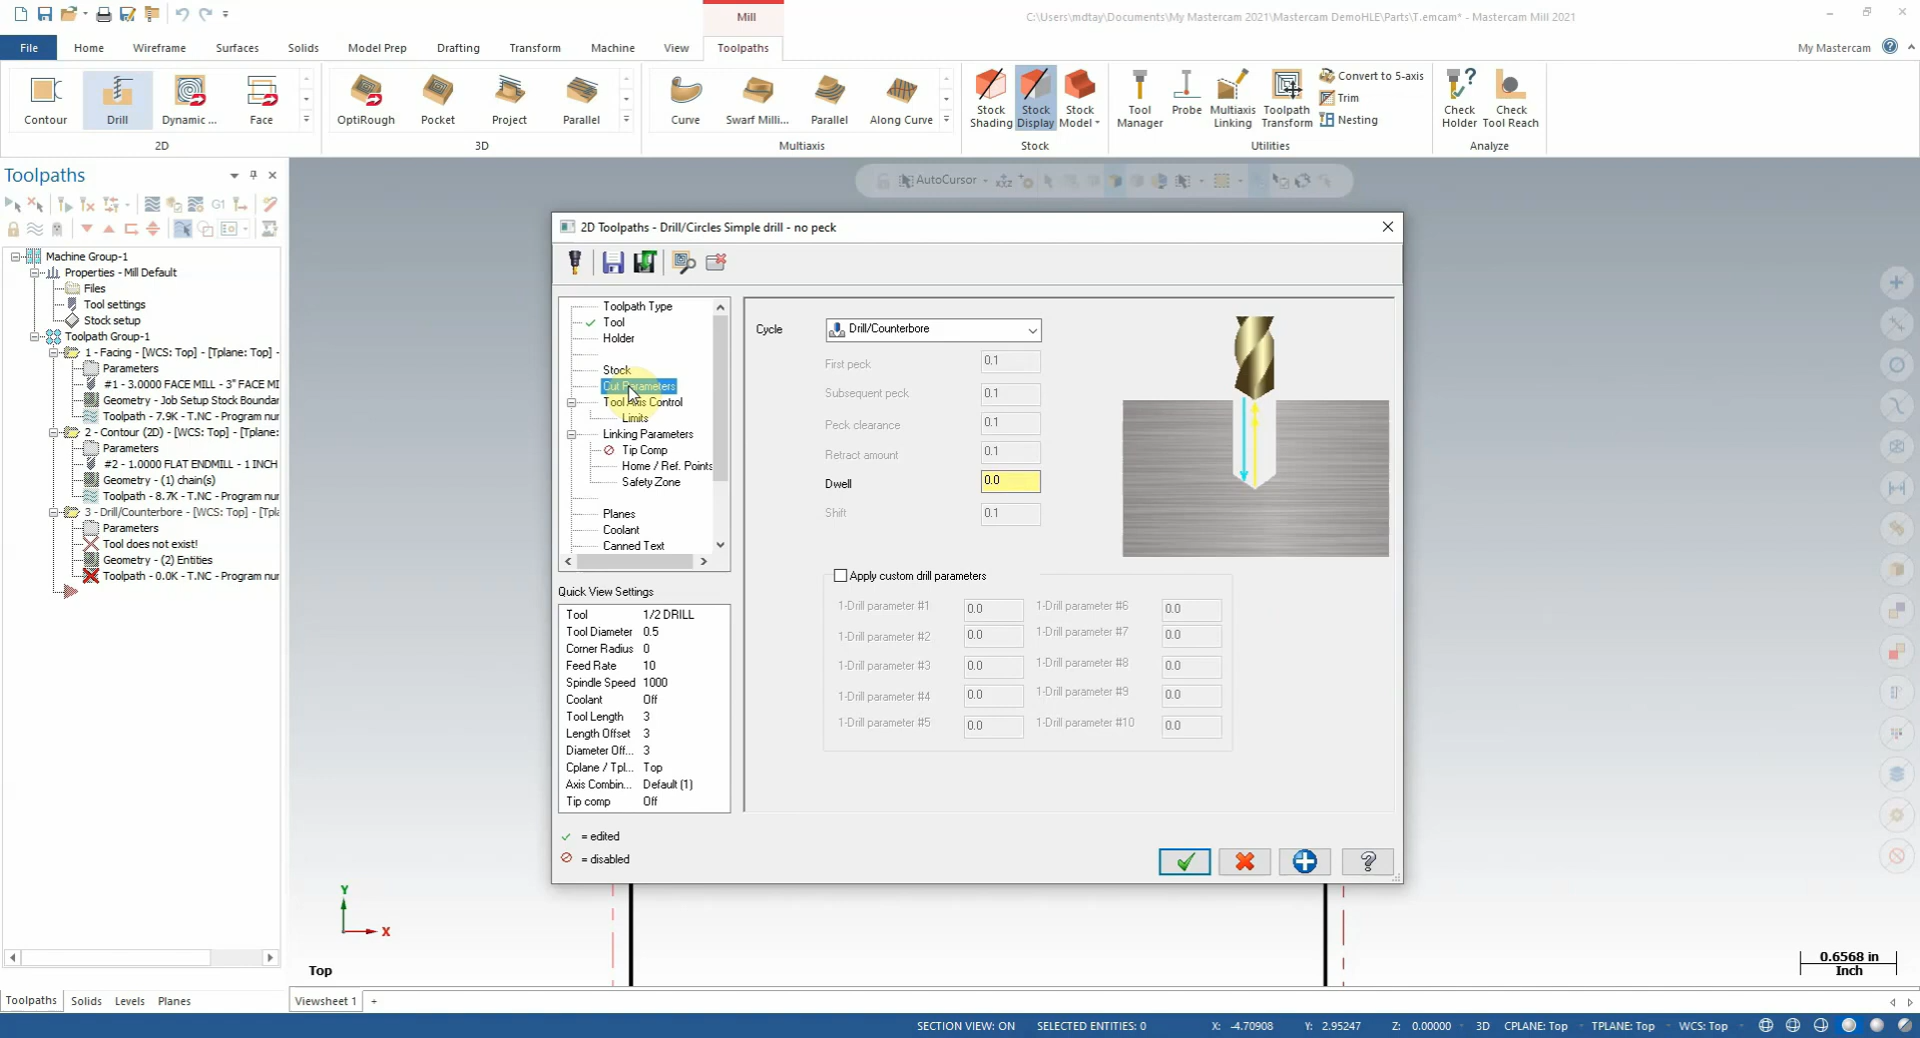 Mill
C:\Users\mdtay\Documents\My Mastercam 2021\Mastercam DemoHLE\Parts\T.emcam* - Mastercam Mill 2021
File Home Wireframe Surfaces Solids Model Prep Drafting Transform Machine View Toolpaths My Mastercam
Contour Drill Dynamic ... Face OptiRough Pocket Project Parallel Curve Swarf Milli... Parallel Along Curve
Stock Shading Stock Display Stock Model Tool Manager Probe Multiaxis Linking Toolpath Transform
Convert to 5-axis
Trim
Nesting
Check Holder Check Tool Reach
2D 3D Multiaxis Stock Utilities Analyze
Toolpaths
AutoCursor
G1
Machine Group-1
Properties - Mill Default
Files
Tool settings
Stock setup
Toolpath Group-1
1 - Facing - [WCS: Top] - [Tplane: Top] -
Parameters
#1 - 3.0000 FACE MILL - 3" FACE MI
Geometry - Job Setup Stock Boundar
Toolpath - 7.9K - T.NC - Program nur
2 - Contour (2D) - [WCS: Top] - [Tplane:
Parameters
#2 - 1.0000 FLAT ENDMILL - 1 INCH
Geometry - (1) chain(s)
Toolpath - 8.7K - T.NC - Program nur
3 - Drill/Counterbore - [WCS: Top] - [Tpla
Parameters
Tool does not exist!
Geometry - (2) Entities
Toolpath - 0.0K - T.NC - Program nur
2D Toolpaths - Drill/Circles Simple drill - no peck
Toolpath Type
Tool
Holder
Stock
Cut Parameters
Tool Axis Control
Limits
Linking Parameters
Tip Comp
Home / Ref. Points
Safety Zone
Planes
Coolant
Canned Text
Quick View Settings
Tool 1/2 DRILL
Tool Diameter 0.5
Corner Radius 0
Feed Rate 10
Spindle Speed 1000
Coolant Off
Tool Length 3
Length Offset 3
Diameter Off... 3
Cplane / Tpl... Top
Axis Combin... Default (1)
Tip comp Off
= edited
= disabled
Cycle Drill/Counterbore
First peck 0.1
Subsequent peck 0.1
Peck clearance 0.1
Retract amount 0.1
Dwell 0.0
Shift 0.1
Apply custom drill parameters
1-Drill parameter #1 0.0 1-Drill parameter #6 0.0
1-Drill parameter #2 0.0 1-Drill parameter #7 0.0
1-Drill parameter #3 0.0 1-Drill parameter #8 0.0
1-Drill parameter #4 0.0 1-Drill parameter #9 0.0
1-Drill parameter #5 0.0 1-Drill parameter #10 0.0
Y
X
Top
0.6568 in
Inch
Toolpaths Solids Levels Planes Viewsheet 1 +
SECTION VIEW: ON SELECTED ENTITIES: 0 X: -4.70908 Y: 2.95247 Z: 0.00000 3D CPLANE: Top TPLANE: Top WCS: Top